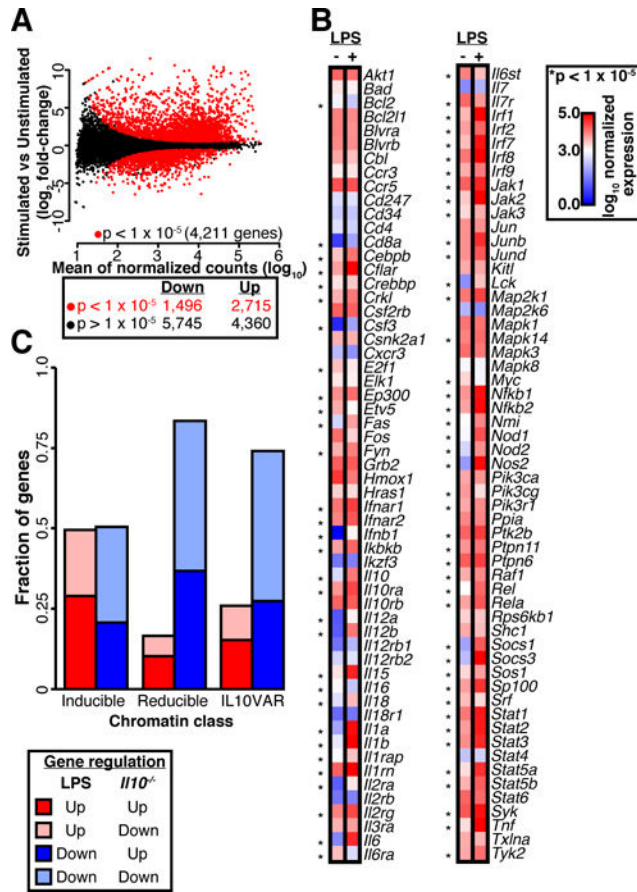 A
Stimulated vs Unstimulated
(log2 fold-change)
10
5
0
-5
-10
p < 1 x 10-5 (4,211 genes)
1 2 3 4 5 6
Mean of normalized counts (log10)
Down Up
p < 1 x 10-5 1,496 2,715
p > 1 x 10-5 5,745 4,360
B
LPS
- +
Akt1
Bad
* Bcl2
Bcl2l1
Blvra
Blvrb
Cbl
Ccr3
Ccr5
Cd247
Cd34
Cd4
* Cd8a
* Cebpb
* Cflar
* Crebbp
* Crkl
Csf2rb
* Csf3
* Csnk2a1
Cxcr3
* E2f1
Elk1
* Ep300
* Etv5
* Fas
* Fos
* Fyn
Grb2
Hmox1
Hras1
* Ifnar1
* Ifnar2
* Ifnb1
* Ikbkb
Ikzf3
* Il10
* Il10ra
* Il10rb
* Il12a
* Il12b
Il12rb1
Il12rb2
* Il15
* Il16
* Il18
Il18r1
* Il1a
* Il1b
* Il1rap
* Il1rn
* Il2ra
Il2rb
* Il2rg
* Il3ra
* Il6
* Il6ra
LPS
- +
* Il6st
Il7
* Il7r
* Irf1
* Irf2
* Irf7
* Irf8
* Irf9
* Jak1
* Jak2
* Jak3
Jun
* Junb
* Jund
Kitl
* Lck
* Map2k1
Map2k6
Mapk1
* Mapk14
Mapk3
Mapk8
* Myc
* Nfkb1
* Nfkb2
* Nmi
* Nod1
* Nod2
* Nos2
Pik3ca
* Pik3cg
* Pik3r1
Ppia
* Ptk2b
* Ptpn11
* Ptpn6
* Raf1
* Rel
* Rela
Rps6kb1
Shc1
* Socs1
* Socs3
* Sos1
* Sp100
* Srf
* Stat1
* Stat2
* Stat3
Stat4
* Stat5a
* Stat5b
Stat6
* Syk
* Tnf
Txlna
* Tyk2
*p < 1 x 10-5
5.0
3.0
0.0
log10 normalized
expression
C
Fraction of genes
1.0
0.75
0.5
0.25
0
Inducible Reducible IL10VAR
Chromatin class
Gene regulation
LPS Il10-/-
Up Up
Up Down
Down Up
Down Down